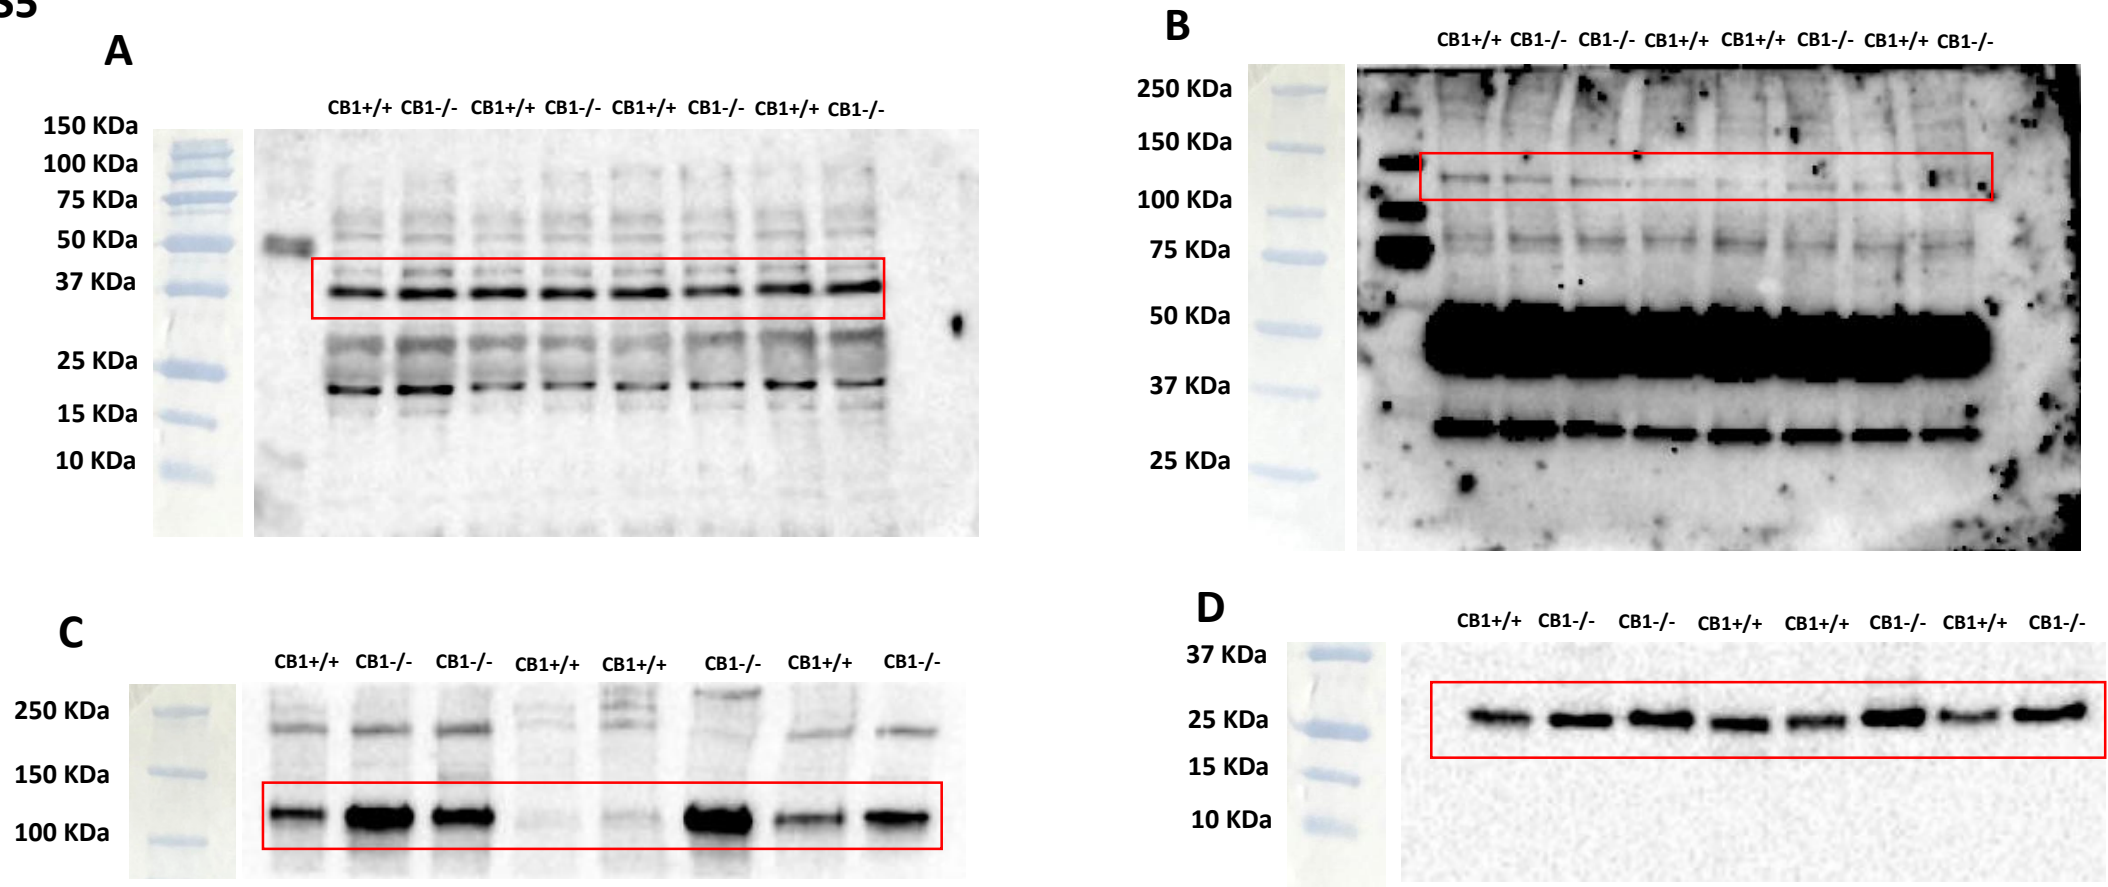 S5
A
CB1+/+ CB1-/- CB1+/+ CB1-/- CB1+/+ CB1-/- CB1+/+ CB1-/-
150 KDa
100 KDa
75 KDa
50 KDa
37 KDa
25 KDa
15 KDa
10 KDa
B
CB1+/+ CB1-/- CB1-/- CB1+/+ CB1+/+ CB1-/- CB1+/+ CB1-/-
250 KDa
150 KDa
100 KDa
75 KDa
50 KDa
37 KDa
25 KDa
C
CB1+/+ CB1-/- CB1-/- CB1+/+ CB1+/+ CB1-/- CB1+/+ CB1-/-
250 KDa
150 KDa
100 KDa
D
CB1+/+ CB1-/- CB1-/- CB1+/+ CB1+/+ CB1-/- CB1+/+ CB1-/-
37 KDa
25 KDa
15 KDa
10 KDa